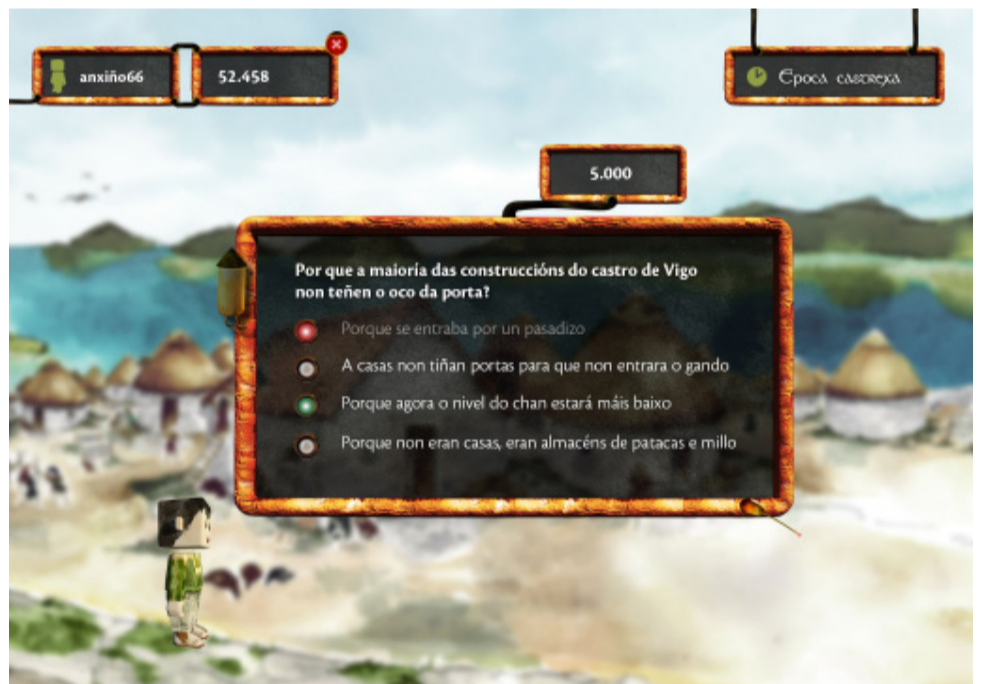 anxiño66
52.458
Epoca castrexa
5.000
Por que a maioría das construccións do castro de Vigo
non teñen o oco da porta?
Porque se entraba por un pasadizo
A casas non tiñan portas para que non entrara o gando
Porque agora o nivel do chan estará máis baixo
Porque non eran casas, eran almacéns de patacas e millo